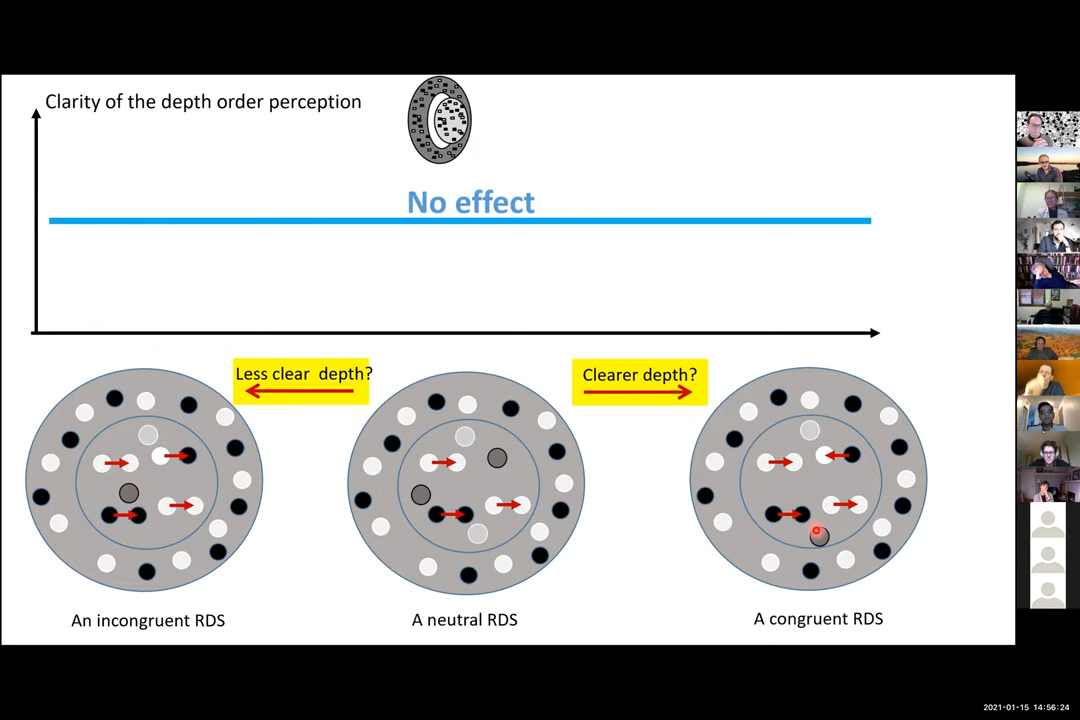 Clarity of the depth order perception
No effect
Less clear depth?
Clearer depth?
An incongruent RDS
A neutral RDS
A congruent RDS
2021-01-15 14:56:24